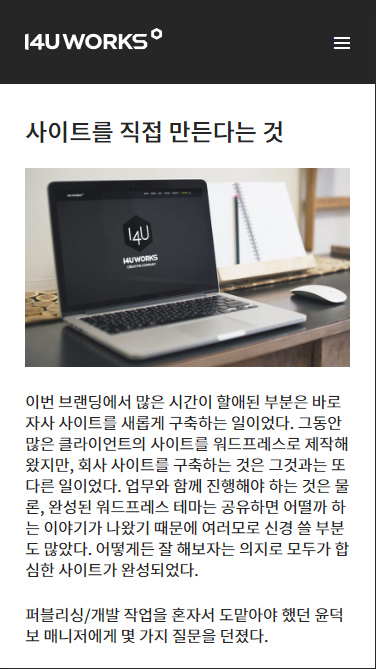 I4U WORKS
사이트를 직접 만든다는 것
I4U
I4UWORKS
이번 브랜딩에서 많은 시간이 할애된 부분은 바로
자사 사이트를 새롭게 구축하는 일이었다. 그동안
많은 클라이언트의 사이트를 워드프레스로 제작해
왔지만, 회사 사이트를 구축하는 것은 그것과는 또
다른 일이었다. 업무와 함께 진행해야 하는 것은 물
론, 완성된 워드프레스 테마는 공유하면 어떨까 하
는 이야기가 나왔기 때문에 여러모로 신경 쓸 부분
도 많았다. 어떻게든 잘 해보자는 의지로 모두가 합
심한 사이트가 완성되었다.
퍼블리싱/개발 작업을 혼자서 도맡아야 했던 윤덕
보 매니저에게 몇 가지 질문을 던졌다.